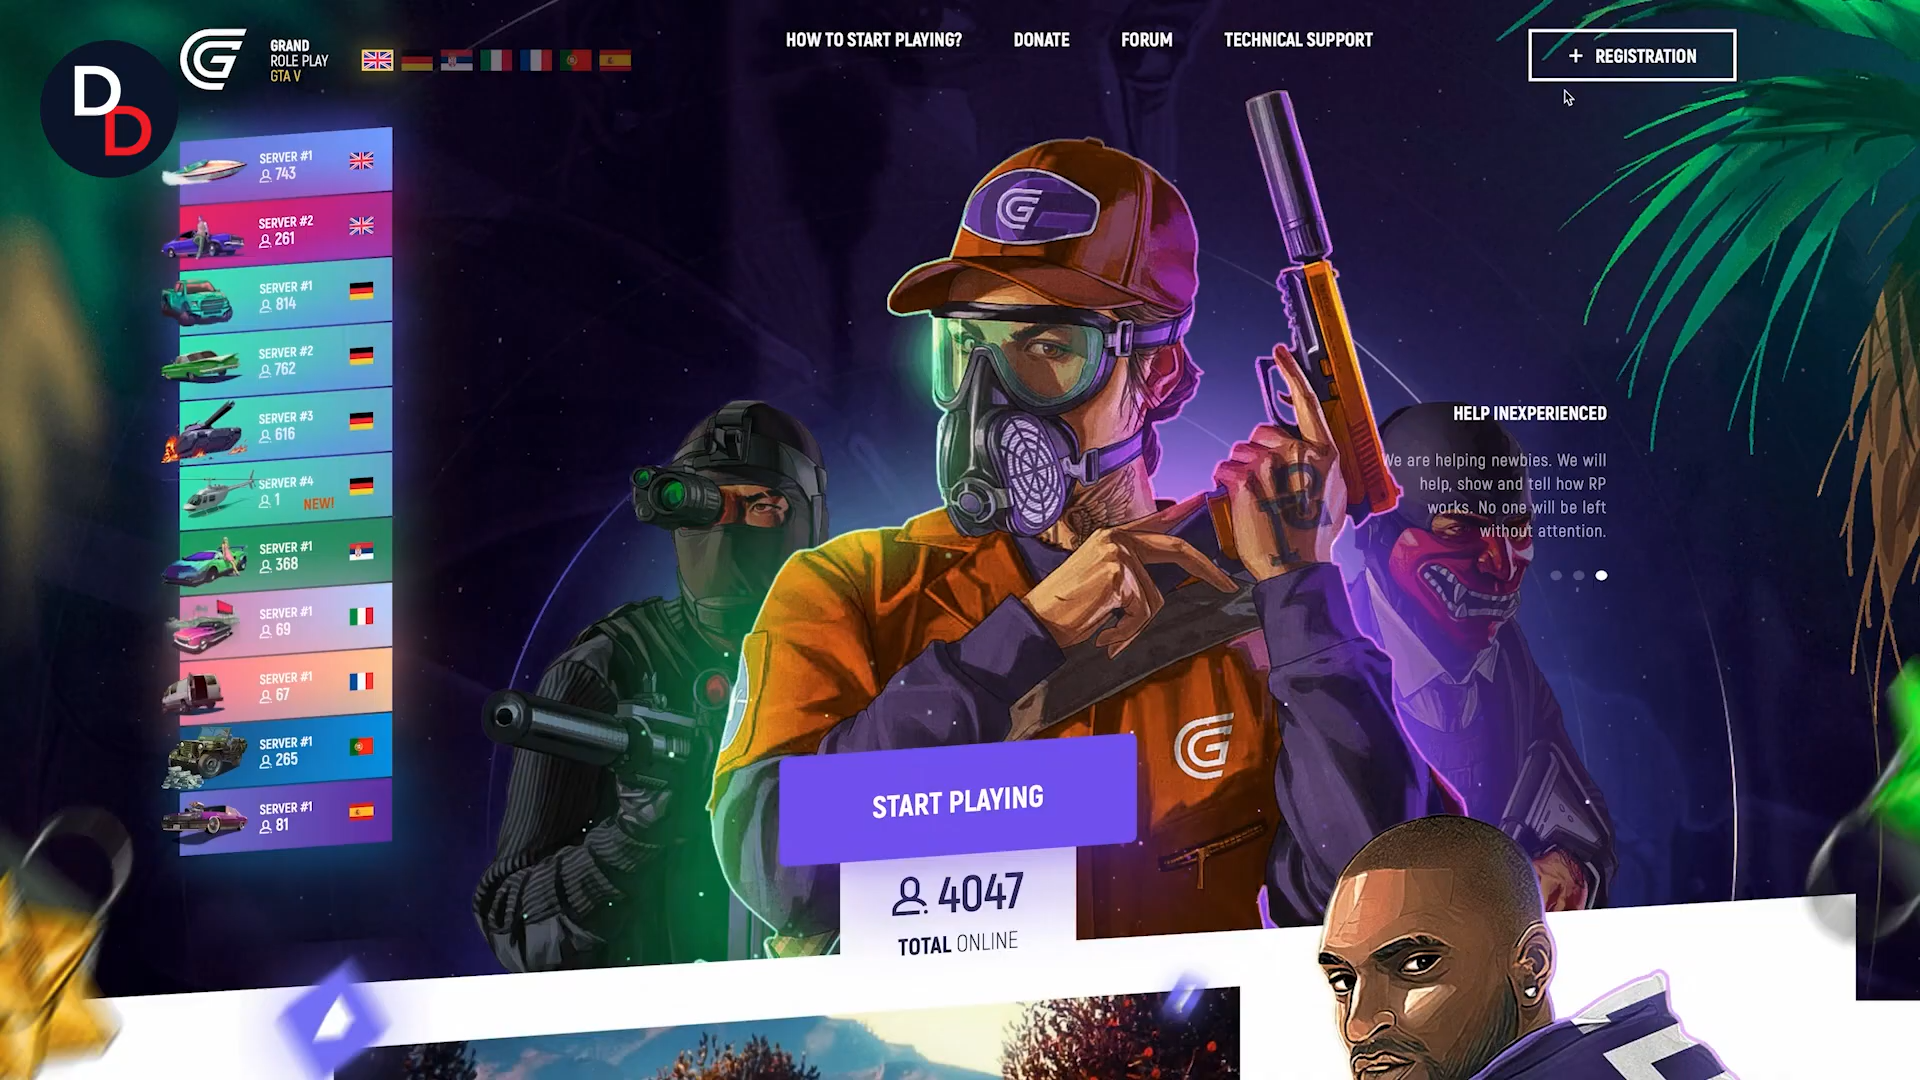 DD
GRAND
ROLE PLAY
GTA V
HOW TO START PLAYING?
DONATE
FORUM
TECHNICAL SUPPORT
+ REGISTRATION
SERVER #1
743
SERVER #2
261
SERVER #1
814
SERVER #2
762
SERVER #3
616
SERVER #4
1
NEW!
SERVER #1
368
SERVER #1
69
SERVER #1
67
SERVER #1
265
SERVER #1
81
HELP INEXPERIENCED
We are helping newbies. We will
help, show and tell how RP
works. No one will be left
without attention.
START PLAYING
4047
TOTAL ONLINE